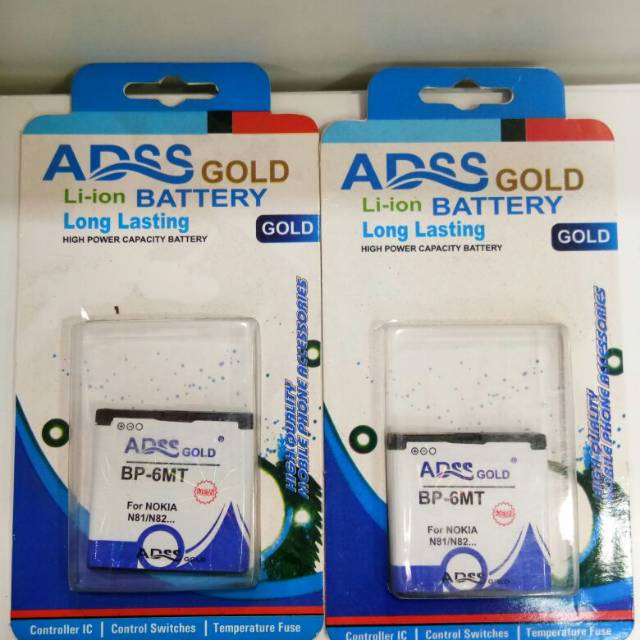 ADSS GOLD
Li-ion BATTERY
Long Lasting
HIGH POWER CAPACITY BATTERY
GOLD
HIGH QUALITY
MOBILE PHONE ACCESSORIES
ADSS GOLD®
BP-6MT
For NOKIA
N81/N82...
ADSS GOLD
Controller IC | Control Switches | Temperature Fuse
ADSS GOLD
Li-ion BATTERY
Long Lasting
HIGH POWER CAPACITY BATTERY
GOLD
HIGH QUALITY
MOBILE PHONE ACCESSORIES
ADSS GOLD®
BP-6MT
For NOKIA
N81/N82...
ADSS GOLD
Controller IC | Control Switches | Temperature Fuse